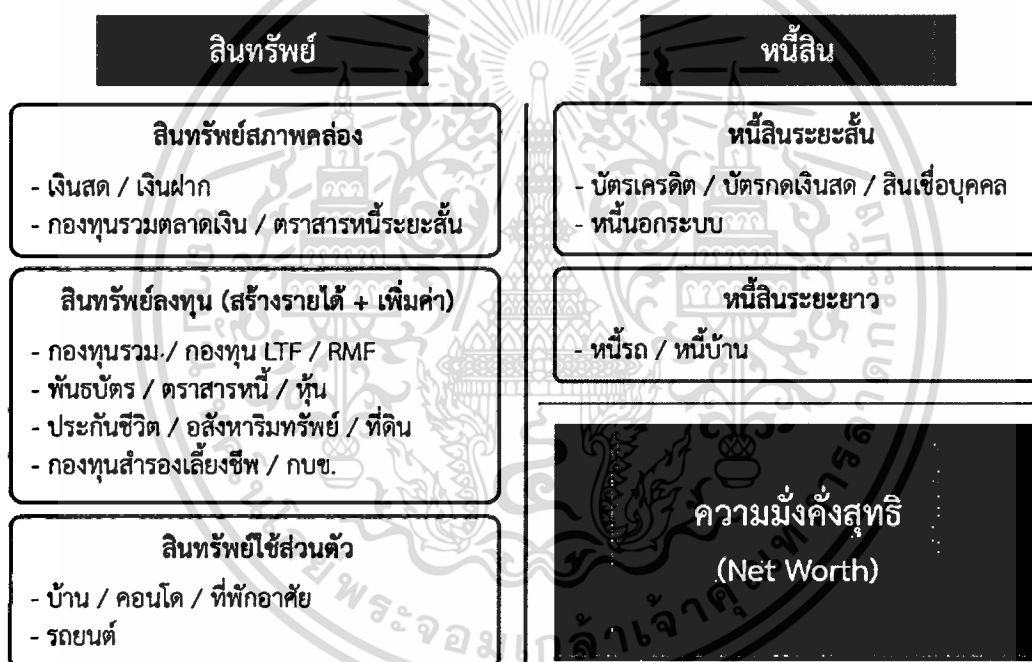 สินทรัพย์
สินทรัพย์สภาพคล่อง
- เงินสด / เงินฝาก
- กองทุนรวมตลาดเงิน / ตราสารหนี้ระยะสั้น
สินทรัพย์ลงทุน (สร้างรายได้ + เพิ่มค่า)
- กองทุนรวม / กองทุน LTF / RMF
- พันธบัตร / ตราสารหนี้ / หุ้น
- ประกันชีวิต / อสังหาริมทรัพย์ / ที่ดิน
- กองทุนสำรองเลี้ยงชีพ / กบข.
สินทรัพย์ใช้ส่วนตัว
- บ้าน / คอนโด / ที่พักอาศัย
- รถยนต์
หนี้สิน
หนี้สินระยะสั้น
- บัตรเครดิต / บัตรกดเงินสด / สินเชื่อบุคคล
- หนี้นอกระบบ
หนี้สินระยะยาว
- หนี้รถ / หนี้บ้าน
ความมั่งคั่งสุทธิ
(Net Worth)